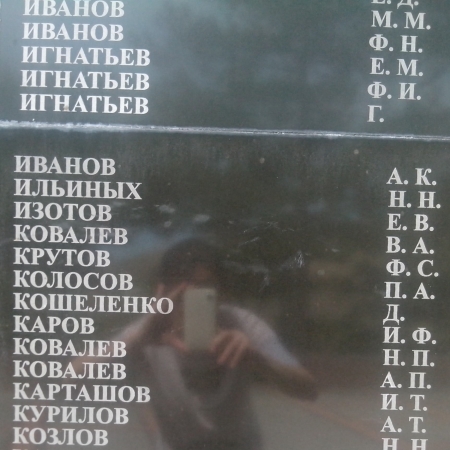 ИВАНОВ М. М.
ИВАНОВ Ф. Н.
ИГНАТЬЕВ Е. М.
ИГНАТЬЕВ Ф. И.
ИГНАТЬЕВ Г.
ИВАНОВ А. К.
ИЛЬИНЫХ Н. Н.
ИЗОТОВ Е. В.
КОВАЛЕВ В. А.
КРУТОВ Ф. С.
КОЛОСОВ П. А.
КОШЕЛЕНКО Д.
КАРОВ И. Ф.
КОВАЛЕВ Н. П.
КОВАЛЕВ А. П.
КАРТАШОВ И. Т.
КУРИЛОВ А. Т.
КОЗЛОВ Н. Н.